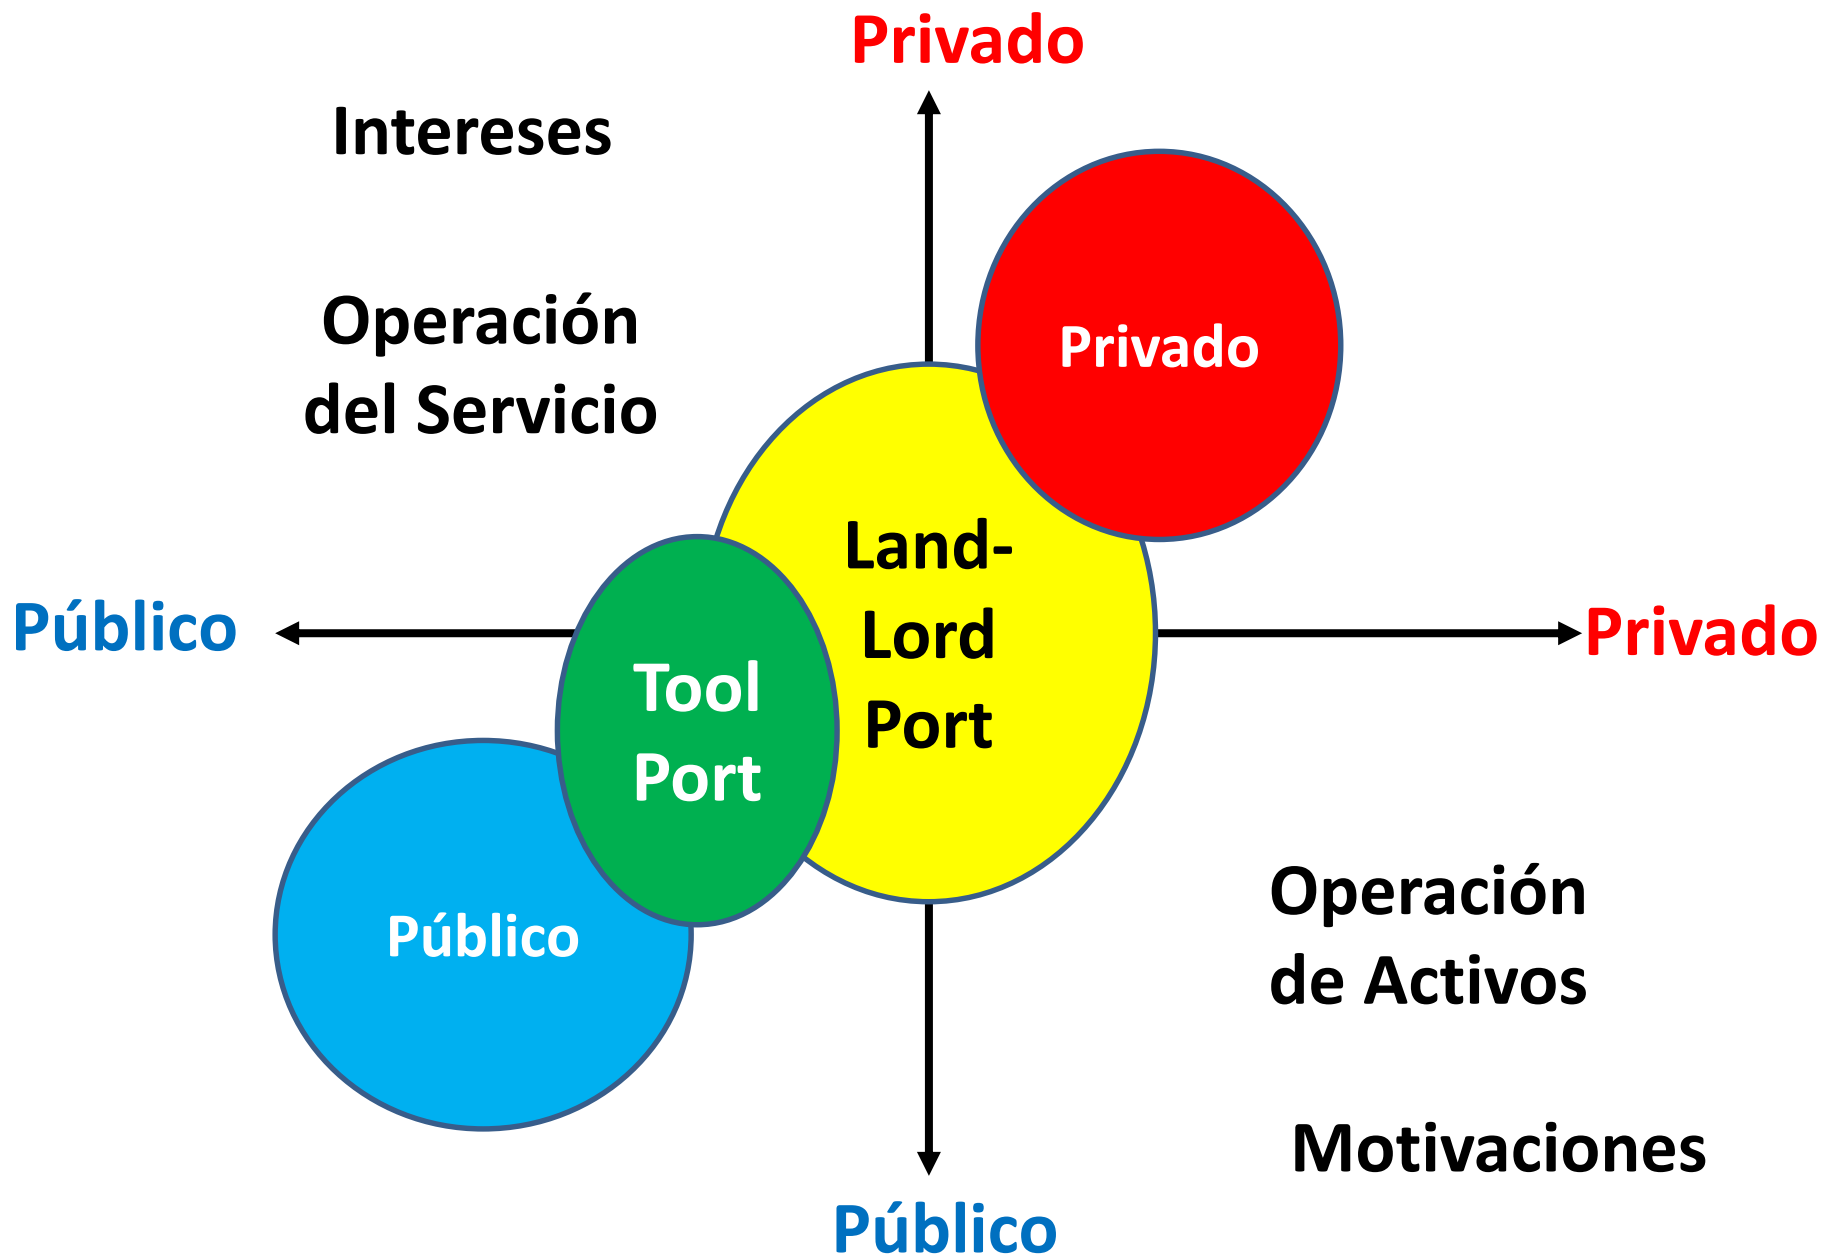 Privado
Intereses
Operación
del Servicio
Privado
Land-
Lord
Port
Público
Privado
Tool
Port
Público
Operación
de Activos
Motivaciones
Público